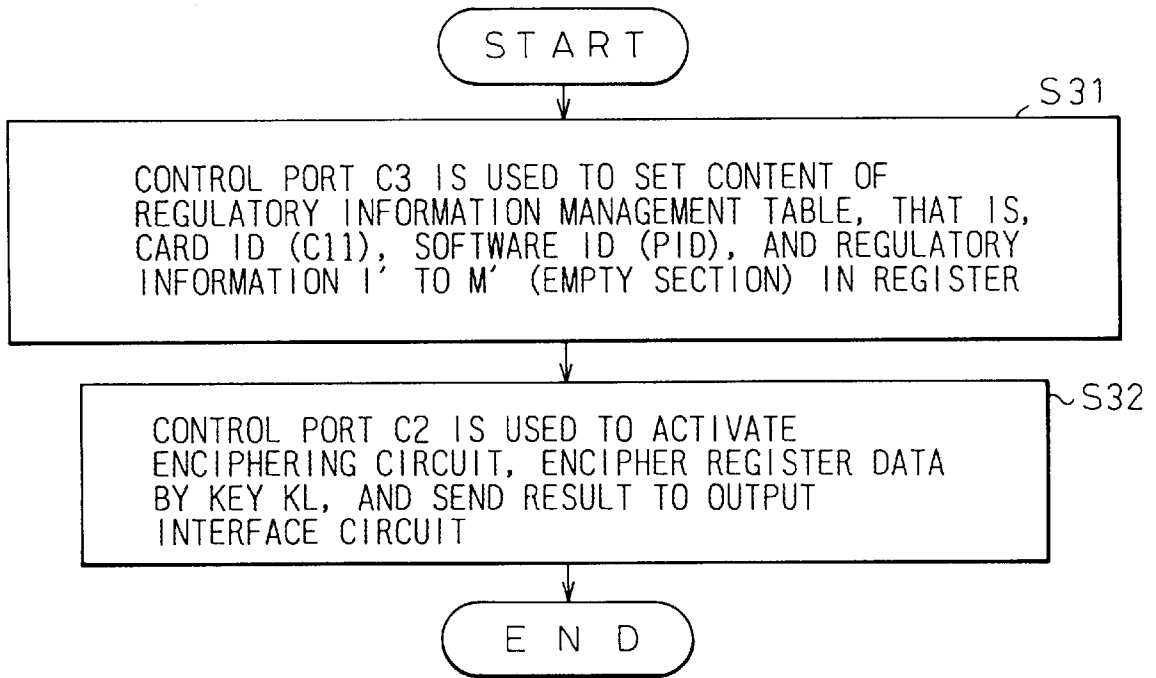 START
S31
CONTROL PORT C3 IS USED TO SET CONTENT OF
REGULATORY INFORMATION MANAGEMENT TABLE, THAT IS,
CARD ID (C11), SOFTWARE ID (PID), AND REGULATORY
INFORMATION I' TO M' (EMPTY SECTION) IN REGISTER
S32
CONTROL PORT C2 IS USED TO ACTIVATE
ENCIPHERING CIRCUIT, ENCIPHER REGISTER DATA
BY KEY KL, AND SEND RESULT TO OUTPUT
INTERFACE CIRCUIT
END